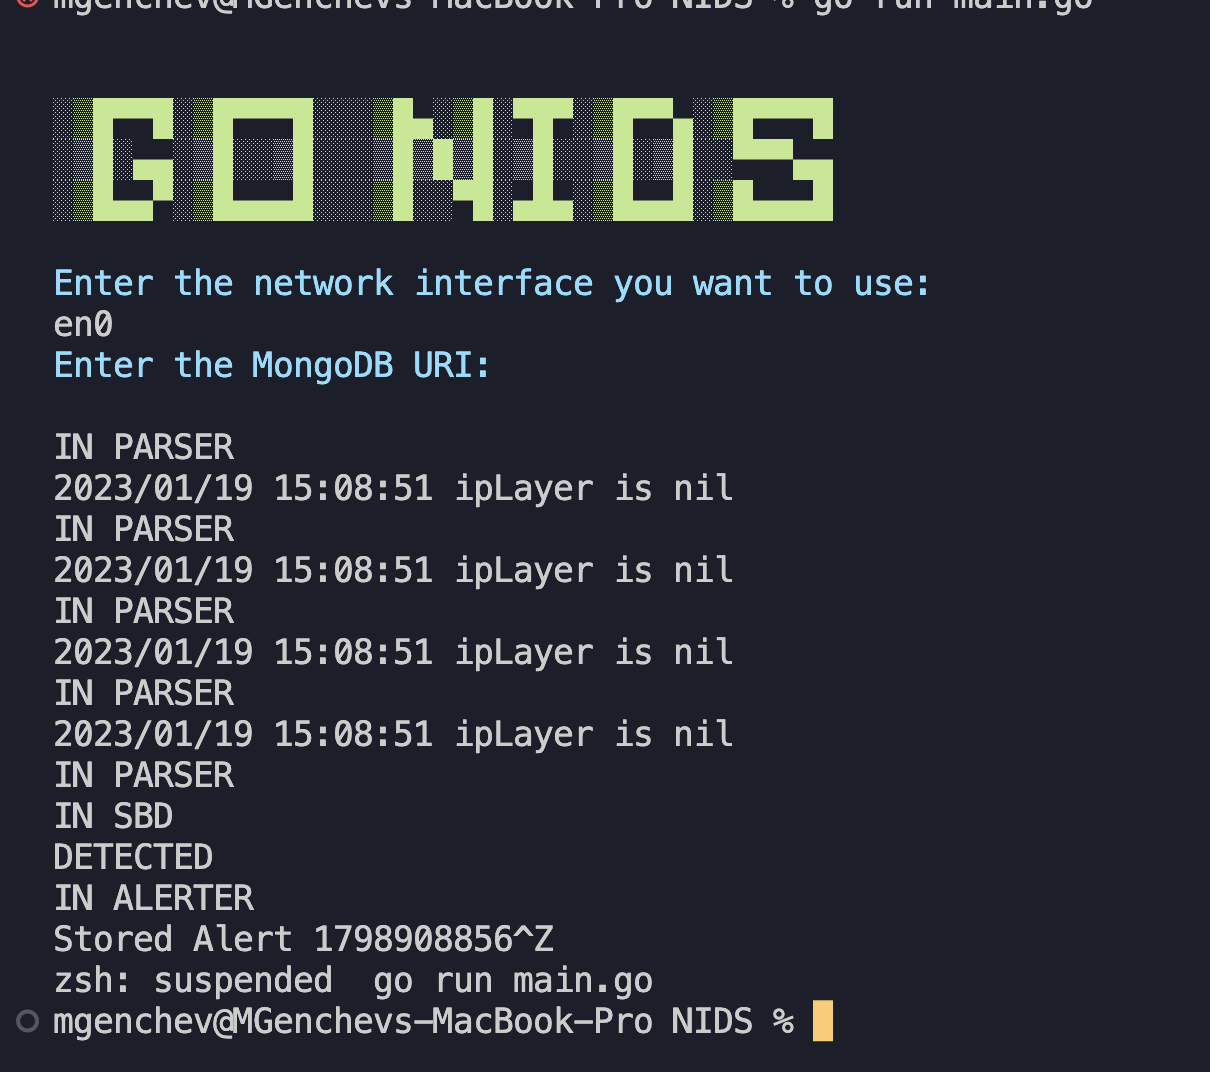 mgenchev@MGenchevs-MacBook-Pro NIDS % go run main.go
GO NIDS
Enter the network interface you want to use:
en0
Enter the MongoDB URI:
IN PARSER
2023/01/19 15:08:51 ipLayer is nil
IN PARSER
2023/01/19 15:08:51 ipLayer is nil
IN PARSER
2023/01/19 15:08:51 ipLayer is nil
IN PARSER
2023/01/19 15:08:51 ipLayer is nil
IN PARSER
IN SBD
DETECTED
IN ALERTER
Stored Alert 1798908856^Z
zsh: suspended  go run main.go
mgenchev@MGenchevs-MacBook-Pro NIDS %